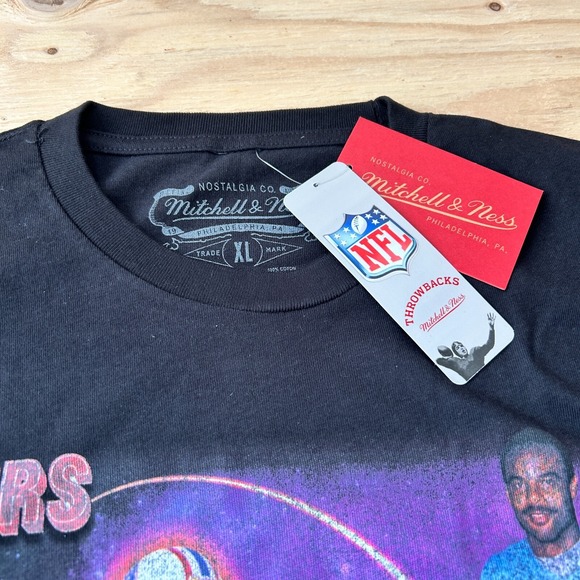 NOSTALGIA CO.
Mitchell & Ness
PHILADELPHIA, PA.
TRADE XL MARK
100% COTTON
NOSTALGIA CO.
Mitchell & Ness
PHILADELPHIA, PA.
NFL
THROWBACKS
Mitchell & Ness
RS